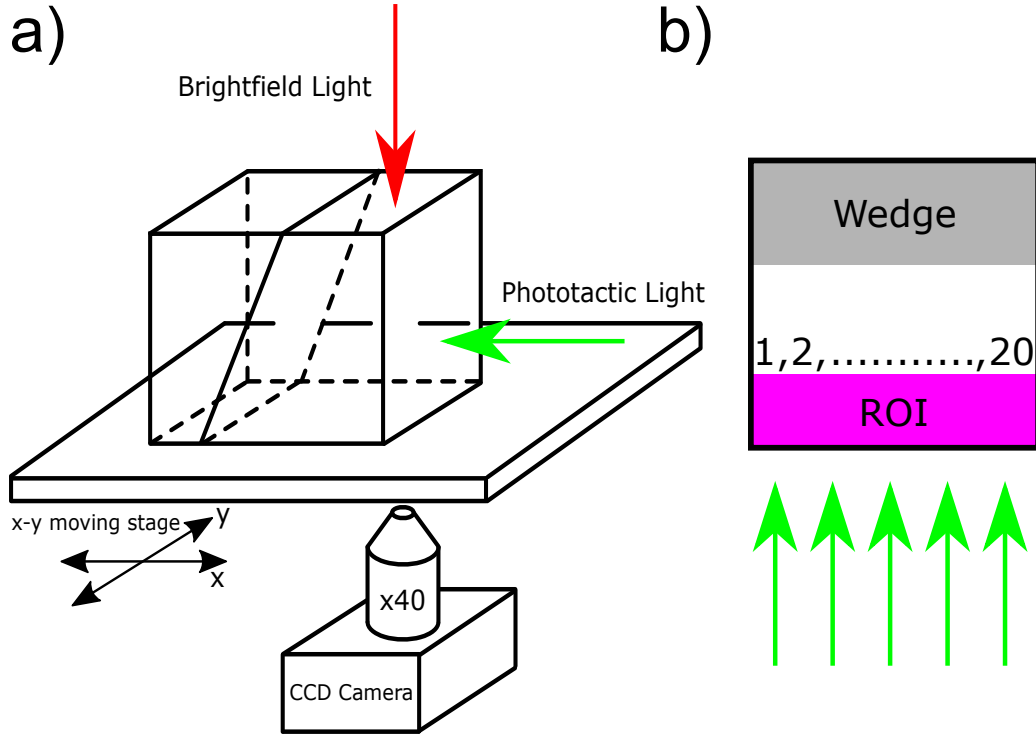 a)
Brightfield Light
Phototactic Light
x-y moving stage
y
x
x40
CCD Camera
b)
Wedge
1,2,...........,20
ROI